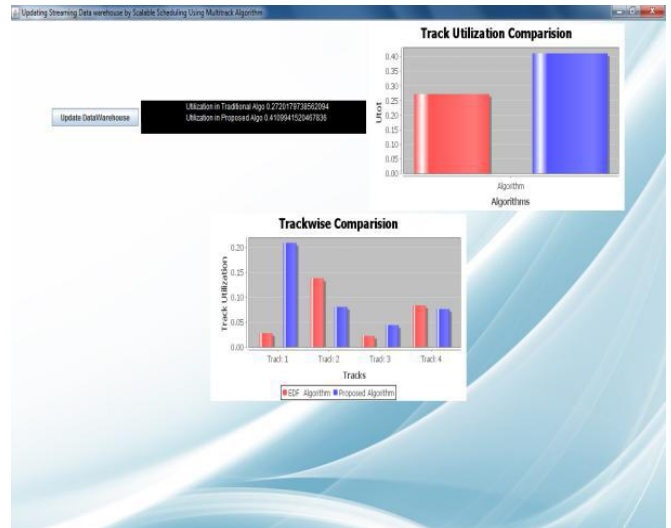 Updating Streaming Data warehouse by Scalable Scheduling Using Multitrack Algorithm
Track Utilization Comparision
Update DataWarehouse
Utilization in Traditional Algo 0.2720179738562094
Utilization in Proposed Algo 0.4109941520467836
Utot
0.40
0.35
0.30
0.25
0.20
0.15
0.10
0.05
0.00
Algorithm
Algorithms
Trackwise Comparision
Track Utilization
0.20
0.15
0.10
0.05
0.00
Track 1
Track 2
Track 3
Track 4
Tracks
EDF Algorithm Proposed Algorithm